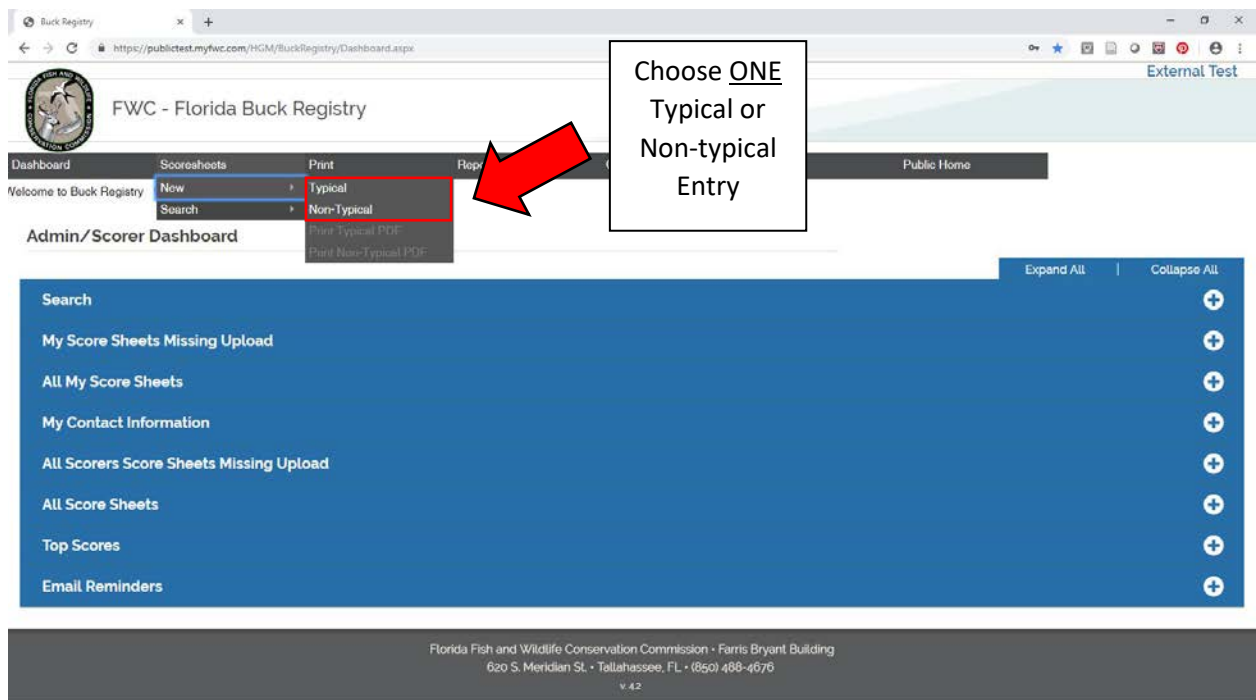 Buck Registry
https://publictest.myfwc.com/HGM/BuckRegistry/Dashboard.aspx
External Test
FWC - Florida Buck Registry
Choose ONE
Typical or
Non-typical
Entry
Dashboard Scoresheets Print Public Home
Welcome to Buck Registry New Typical
Search Non-Typical
Print Typical PDF
Print Non-Typical PDF
Admin/Scorer Dashboard
Expand All | Collapse All
Search
My Score Sheets Missing Upload
All My Score Sheets
My Contact Information
All Scorers Score Sheets Missing Upload
All Score Sheets
Top Scores
Email Reminders
Florida Fish and Wildlife Conservation Commission • Farris Bryant Building
620 S. Meridian St. • Tallahassee, FL • (850) 488-4676
v. 4.2